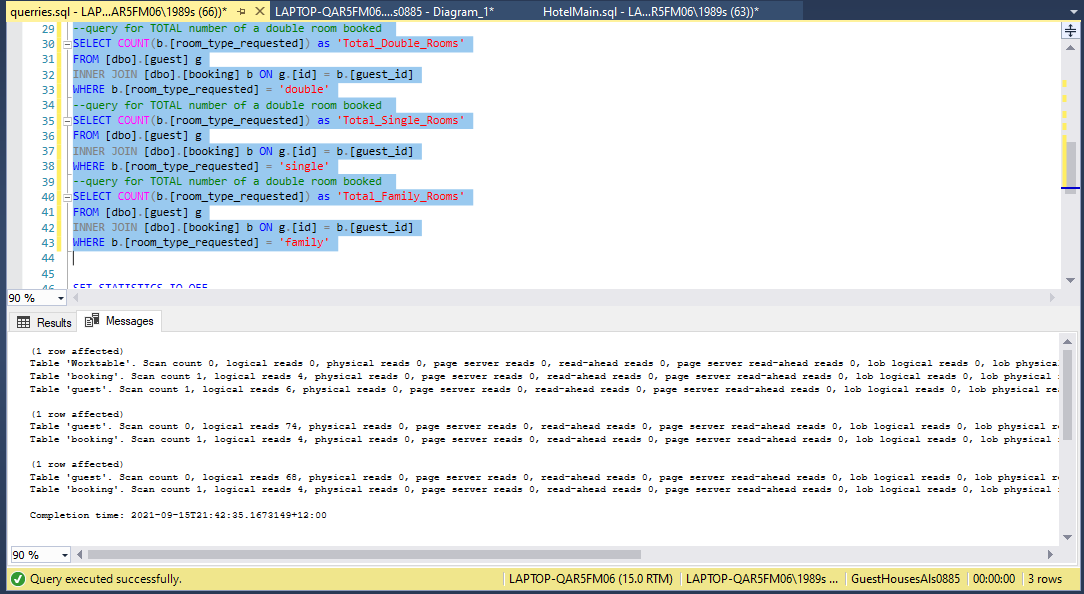 querries.sql - LAP...AR5FM06\1989s (66))*
LAPTOP-QAR5FM06....s0885 - Diagram_1*
HotelMain.sql - LA...R5FM06\1989s (63))*
29 --query for TOTAL number of a double room booked
30 SELECT COUNT(b.[room_type_requested]) as 'Total_Double_Rooms'
31 FROM [dbo].[guest] g
32 INNER JOIN [dbo].[booking] b ON g.[id] = b.[guest_id]
33 WHERE b.[room_type_requested] = 'double'
34 --query for TOTAL number of a double room booked
35 SELECT COUNT(b.[room_type_requested]) as 'Total_Single_Rooms'
36 FROM [dbo].[guest] g
37 INNER JOIN [dbo].[booking] b ON g.[id] = b.[guest_id]
38 WHERE b.[room_type_requested] = 'single'
39 --query for TOTAL number of a double room booked
40 SELECT COUNT(b.[room_type_requested]) as 'Total_Family_Rooms'
41 FROM [dbo].[guest] g
42 INNER JOIN [dbo].[booking] b ON g.[id] = b.[guest_id]
43 WHERE b.[room_type_requested] = 'family'
44
45
46 SET STATISTICS IO OFF
90 %
Results Messages
(1 row affected)
Table 'Worktable'. Scan count 0, logical reads 0, physical reads 0, page server reads 0, read-ahead reads 0, page server read-ahead reads 0, lob logical reads 0, lob physica
Table 'booking'. Scan count 1, logical reads 4, physical reads 0, page server reads 0, read-ahead reads 0, page server read-ahead reads 0, lob logical reads 0, lob physical
Table 'guest'. Scan count 1, logical reads 6, physical reads 0, page server reads 0, read-ahead reads 0, page server read-ahead reads 0, lob logical reads 0, lob physical re
(1 row affected)
Table 'guest'. Scan count 0, logical reads 74, physical reads 0, page server reads 0, read-ahead reads 0, page server read-ahead reads 0, lob logical reads 0, lob physical r
Table 'booking'. Scan count 1, logical reads 4, physical reads 0, page server reads 0, read-ahead reads 0, page server read-ahead reads 0, lob logical reads 0, lob physical
(1 row affected)
Table 'guest'. Scan count 0, logical reads 68, physical reads 0, page server reads 0, read-ahead reads 0, page server read-ahead reads 0, lob logical reads 0, lob physical r
Table 'booking'. Scan count 1, logical reads 4, physical reads 0, page server reads 0, read-ahead reads 0, page server read-ahead reads 0, lob logical reads 0, lob physical
Completion time: 2021-09-15T21:42:35.1673149+12:00
90 %
Query executed successfully.
LAPTOP-QAR5FM06 (15.0 RTM)
LAPTOP-QAR5FM06\1989s ...
GuestHousesAls0885
00:00:00
3 rows